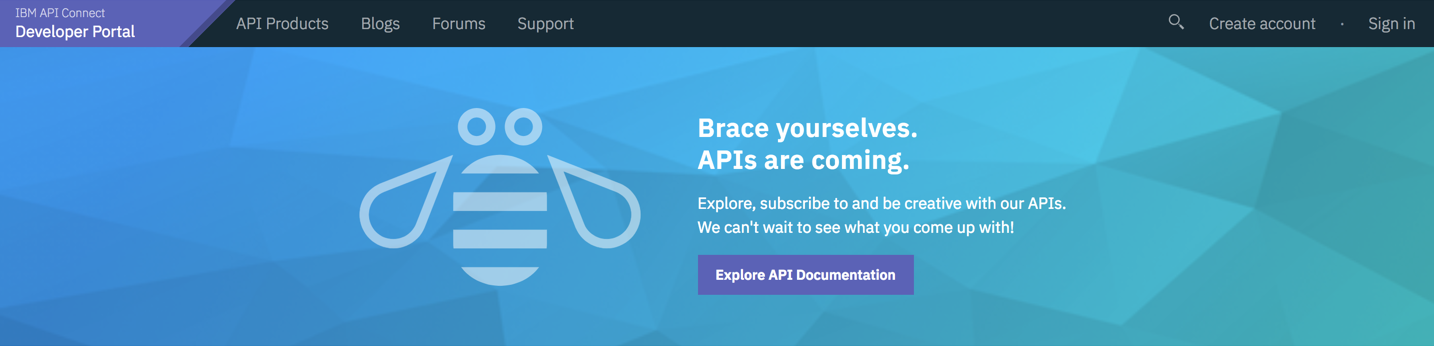 IBM API Connect
Developer Portal
API Products
Blogs
Forums
Support
Create account
·
Sign in
Brace yourselves.
APIs are coming.
Explore, subscribe to and be creative with our APIs.
We can't wait to see what you come up with!
Explore API Documentation